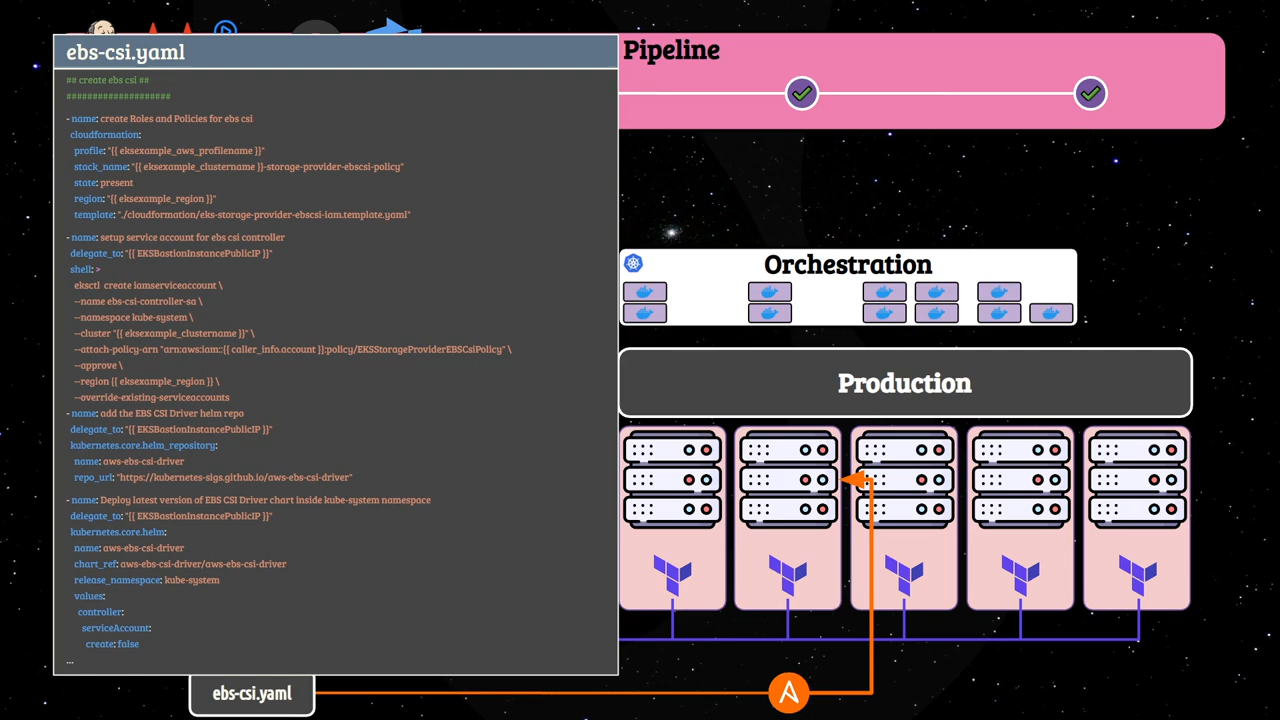 ebs-csi.yaml
## create ebs csi ##
####################
- name: create Roles and Policies for ebs csi
cloudformation:
profile: "{{ eksexample_aws_profilename }}"
stack_name: "{{ eksexample_clustername }}-storage-provider-ebscsi-policy"
state: present
region: "{{ eksexample_region }}"
template: "./cloudformation/eks-storage-provider-ebscsi-iam.template.yaml"
- name: setup service account for ebs csi controller
delegate_to: "{{ EKSBastionInstancePublicIP }}"
shell: >
eksctl create iamserviceaccount \
--name ebs-csi-controller-sa \
--namespace kube-system \
--cluster "{{ eksexample_clustername }}" \
--attach-policy-arn "arn:aws:iam::{{ caller_info.account }}:policy/EKSStorageProviderEBSCsiPolicy" \
--approve \
--region {{ eksexample_region }} \
--override-existing-serviceaccounts
- name: add the EBS CSI Driver helm repo
delegate_to: "{{ EKSBastionInstancePublicIP }}"
kubernetes.core.helm_repository:
name: aws-ebs-csi-driver
repo_url: "https://kubernetes-sigs.github.io/aws-ebs-csi-driver"
- name: Deploy latest version of EBS CSI Driver chart inside kube-system namespace
delegate_to: "{{ EKSBastionInstancePublicIP }}"
kubernetes.core.helm:
name: aws-ebs-csi-driver
chart_ref: aws-ebs-csi-driver/aws-ebs-csi-driver
release_namespace: kube-system
values:
controller:
serviceAccount:
create: false
...
Pipeline
Orchestration
Production
ebs-csi.yaml